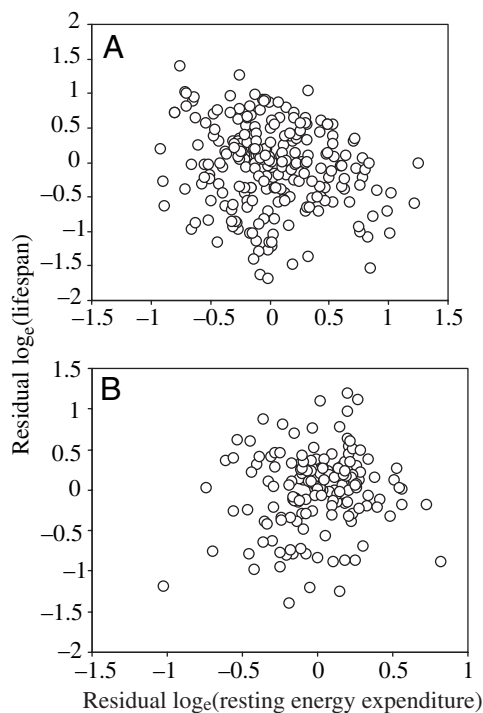 A
2
1.5
1
0.5
0
–0.5
–1
–1.5
–2
–1.5 –1 –0.5 0 0.5 1 1.5
Residual logₑ(lifespan)
B
1.5
1
0.5
0
–0.5
–1
–1.5
–2
–1.5 –1 –0.5 0 0.5 1
Residual logₑ(resting energy expenditure)